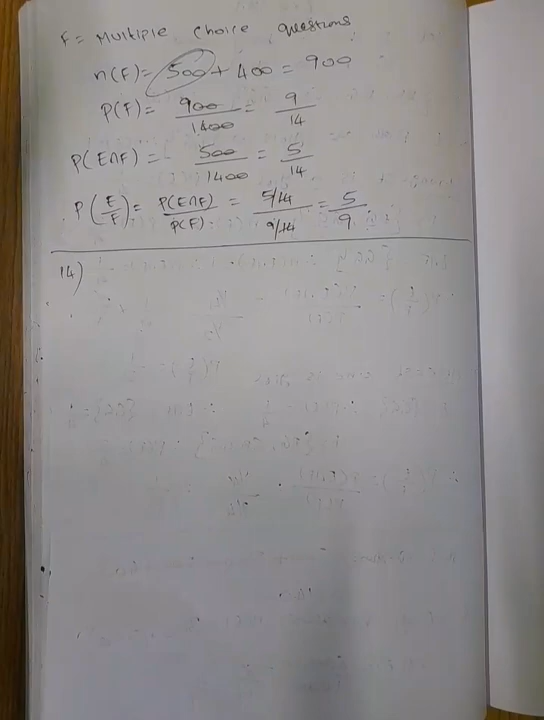 F = Multiple Choice questions
n(F) = 500 + 400 = 900
P(F) = 900/1400 = 9/14
P(E∩F) = 500/1400 = 5/14
P(E/F) = P(E∩F)/P(F) = 5/14 / 9/14 = 5/9
14)